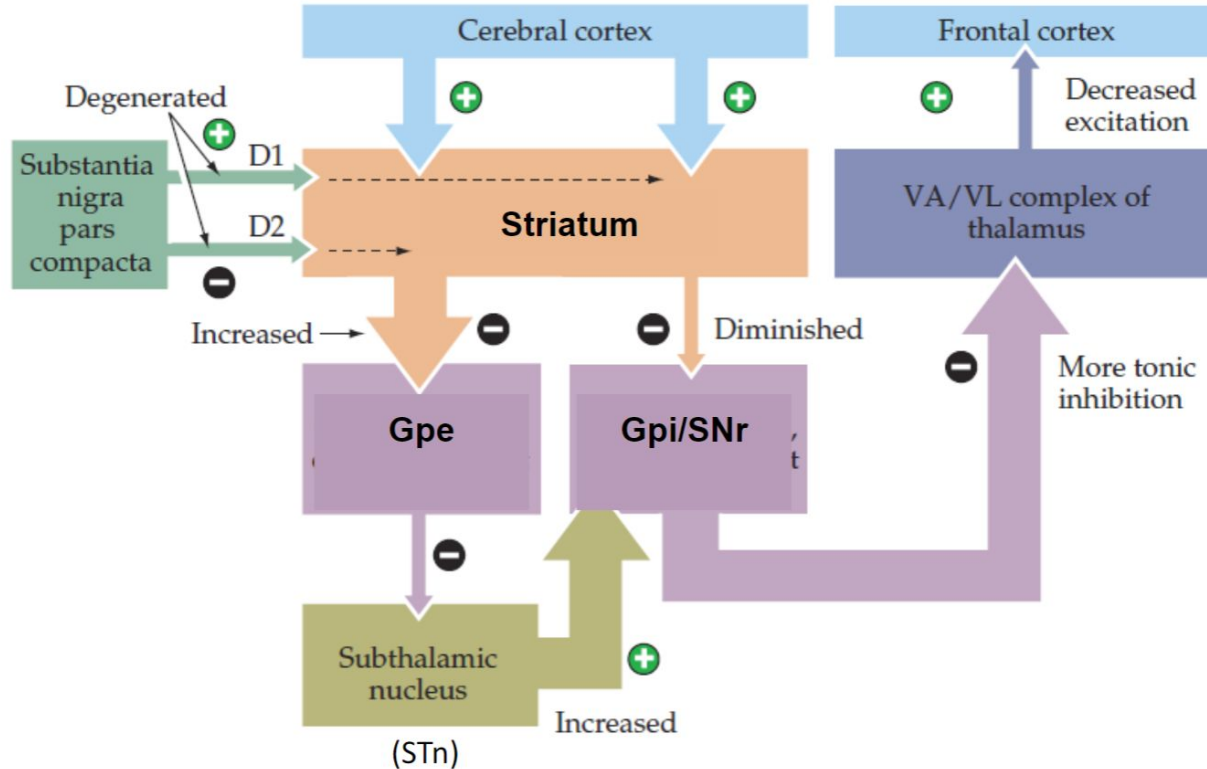 Cerebral cortex
Frontal cortex
Degenerated
Decreased
excitation
D1
Substantia
nigra
pars
compacta
D2
Striatum
VA/VL complex of
thalamus
Increased
Diminished
More tonic
inhibition
Gpe
Gpi/SNr
Subthalamic
nucleus
Increased
(STn)